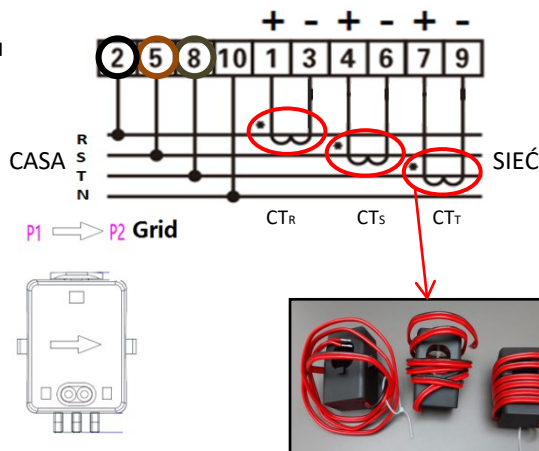 + - + - + -
2 5 8 10 1 3 4 6 7 9
R
S
T
N
CASA
SIEĆ
CTR CTS CTT
P1 P2 Grid